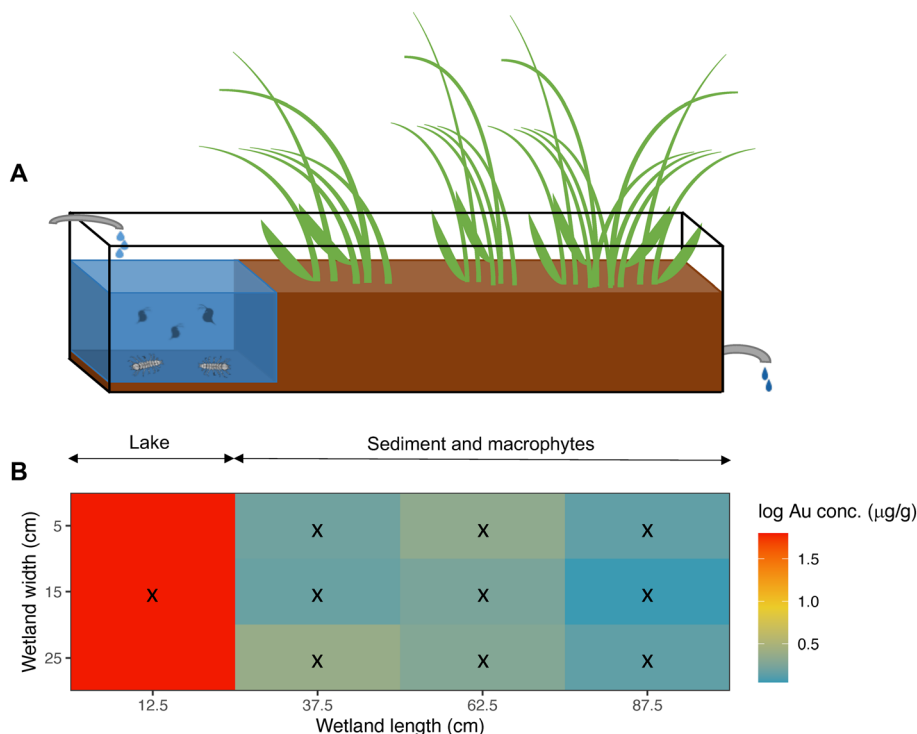 A
Lake
Sediment and macrophytes
B
Wetland width (cm)
5
15
25
X X X
X X X X
X X X
12.5 37.5 62.5 87.5
Wetland length (cm)
log Au conc. (μg/g)
1.5
1.0
0.5